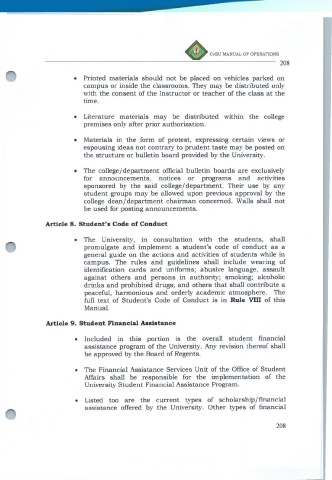 CvSU MANUAL OF OPERATIONS
208
• Printed materials should not be placed on vehicles parked on
campus or inside the classrooms. They may be distributed only
with the consent of the Instructor or teacher of the class at the
time.
• Literature materials may be distributed within the college
premises only after prior authorization.
• Materials in the form of protest, expressing certain views or
espousing ideas not contrary to prudent taste may be posted on
the structure or bulletin board provided by the University.
• The college/department official bulletin boards are exclusively
for announcements, notices or programs and activities
sponsored by the said college/department. Their use by any
student groups may be allowed upon previous approval by the
college dean/department chairman concerned. Walls shall not
be used for posting announcements.
Article 8. Student's Code of Conduct
• The University, in consultation with the students, shall
promulgate and implement a student's code of conduct as a
general guide on the actions and activities of students while in
campus. The rules and guidelines shall include wearing of
identification cards and uniforms; abusive language, assault
against others and persons in authority; smoking; alcoholic
drinks and prohibited drugs; and others that shall contribute a
peaceful, harmonious and orderly academic atmosphere. The
full text of Student's Code of Conduct is in Rule VIII of this
Manual.
Article 9. Student Financial Assistance
• Included in this portion is the overall student financial
assistance program of the University. Any revision thereof shall
be approved by the Board of Regents.
• The Financial Assistance Services Unit of the Office of Student
Affairs shall be responsible for the implementation of the
University Student Financial Assistance Program.
• Listed too are the current types of scholarship/financial
assistance offered by the University. Other types of financial
208